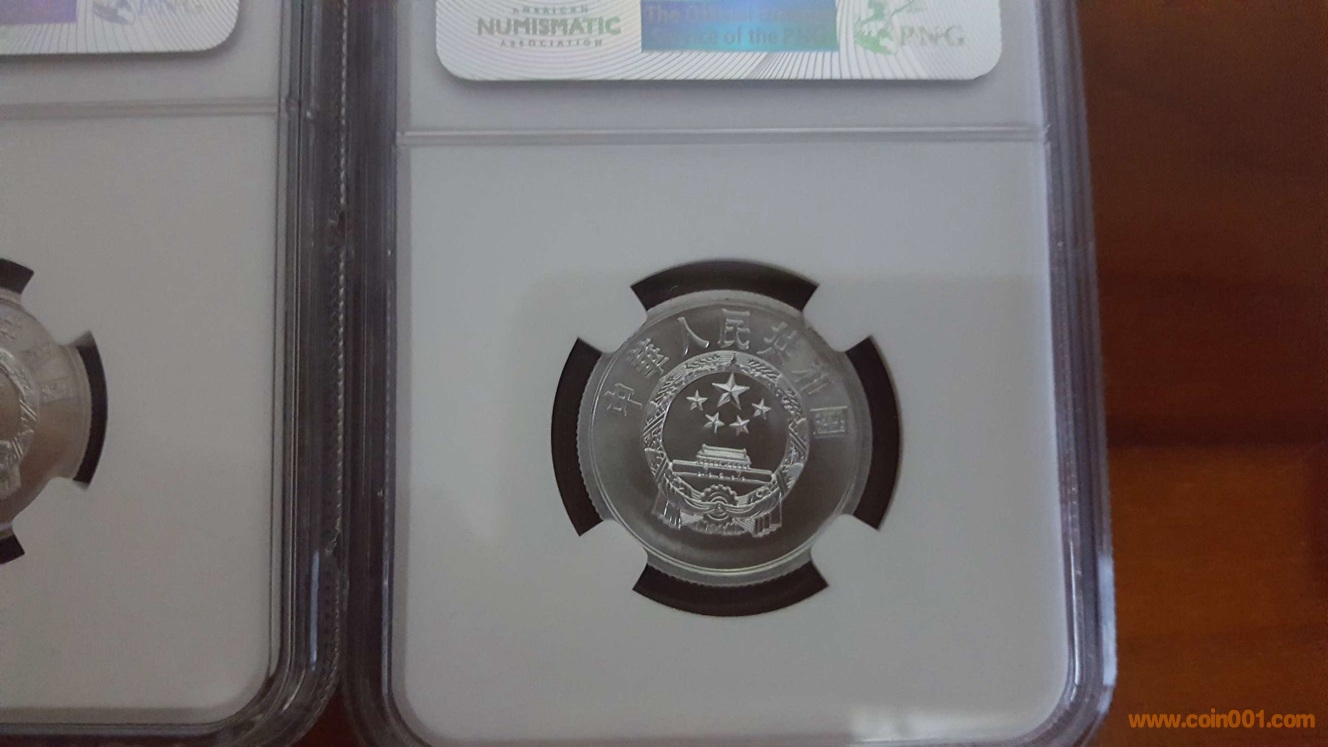 AMERICAN
NUMISMATIC
ASSOCIATION
The Official Grading
Service of the PNG
PNG
PNG
中华人民共和国
www.coin001.com